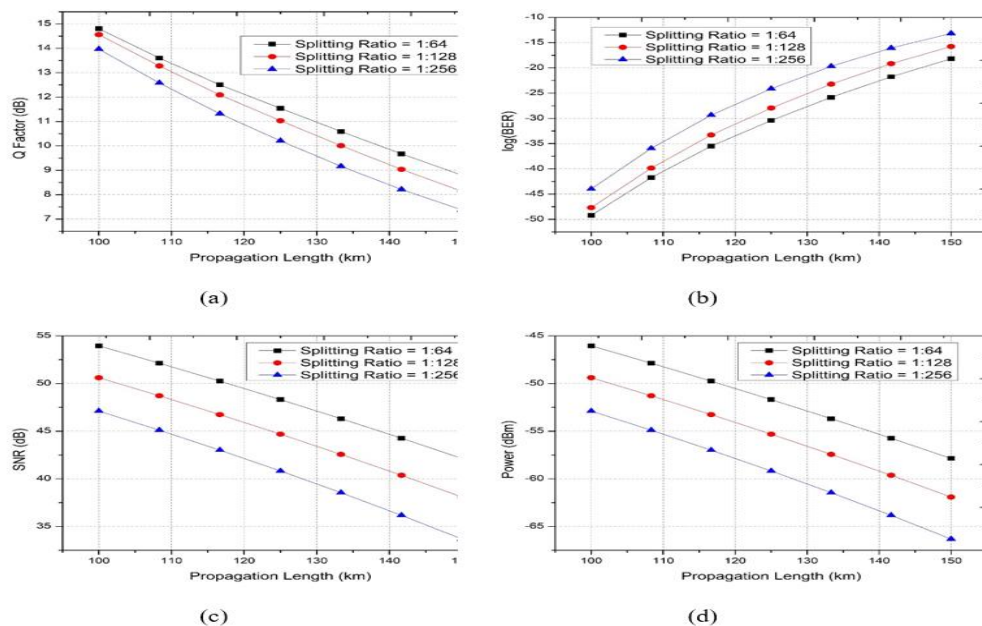 15
14
13
12
11
10
9
8
7
Q Factor (dB)
Splitting Ratio = 1:64
Splitting Ratio = 1:128
Splitting Ratio = 1:256
100 110 120 130 140
Propagation Length (km)
(a)
-10
-15
-20
-25
-30
-35
-40
-45
-50
log(BER)
Splitting Ratio = 1:64
Splitting Ratio = 1:128
Splitting Ratio = 1:256
100 110 120 130 140 150
Propagation Length (km)
(b)
55
50
45
40
35
SNR (dB)
Splitting Ratio = 1:64
Splitting Ratio = 1:128
Splitting Ratio = 1:256
100 110 120 130 140
Propagation Length (km)
(c)
-45
-50
-55
-60
-65
Power (dBm)
Splitting Ratio = 1:64
Splitting Ratio = 1:128
Splitting Ratio = 1:256
100 110 120 130 140 150
Propagation Length (km)
(d)